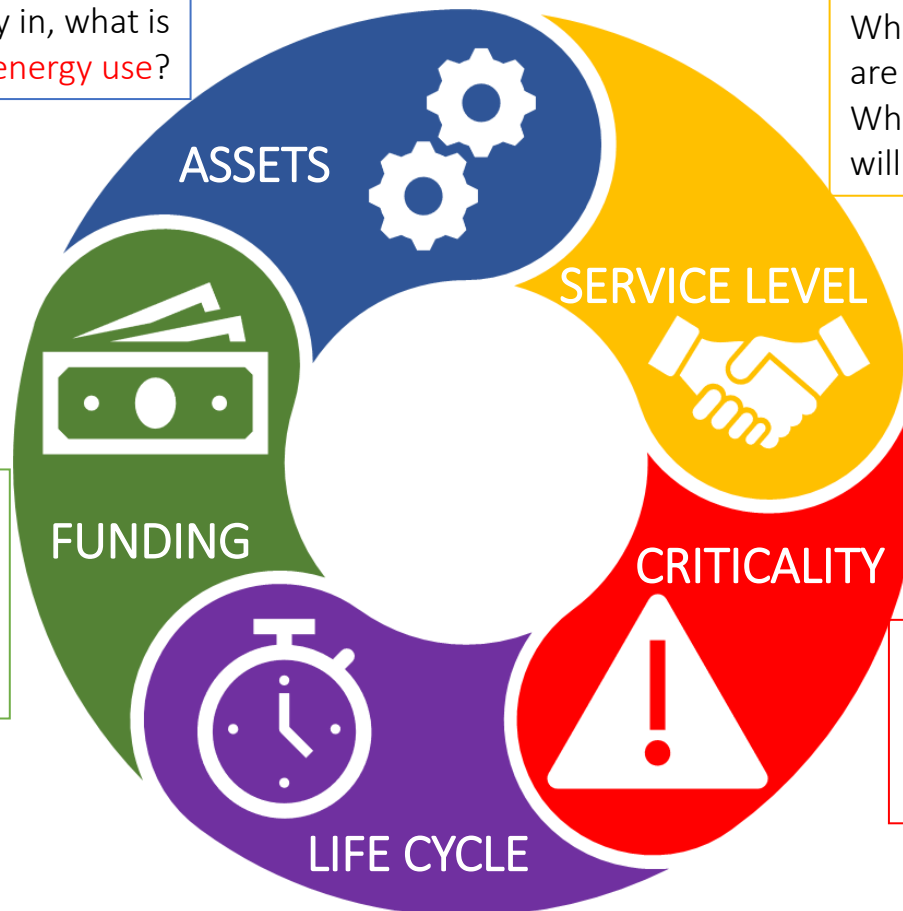 y in, what is
energy use?
Wh
are
Wh
will
ASSETS
SERVICE LEVEL
FUNDING
CRITICALITY
LIFE CYCLE